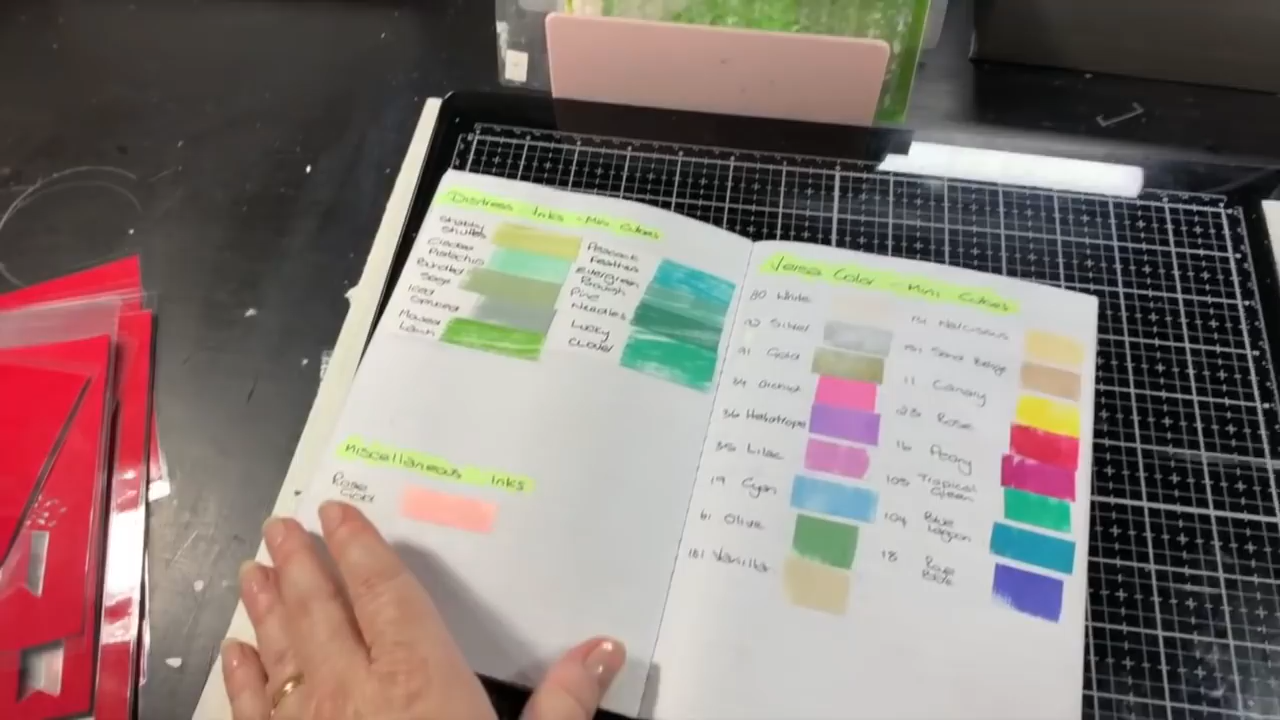 Distress Inks - Mini Cubes
Shabby
Shutters
Cracked
Pistachio
Bundled
Sage
Iced
Spruce
Mowed
Lawn
Peacock
Feathers
Evergreen
Bough
Pine
Needles
Lucky
Clover
Miscellaneous Inks
Rose
Gold
Versa Color - Mini Cubes
80 White
92 Silver
91 Gold
34 Orchid
36 Heliotrope
35 Lilac
19 Cyan
61 Olive
181 Vanilla
Narcissus
Sand Beige
11 Canary
Rose
16 Peony
Tropical
Green
104 Blue
Lagoon
18 Royal
Blue